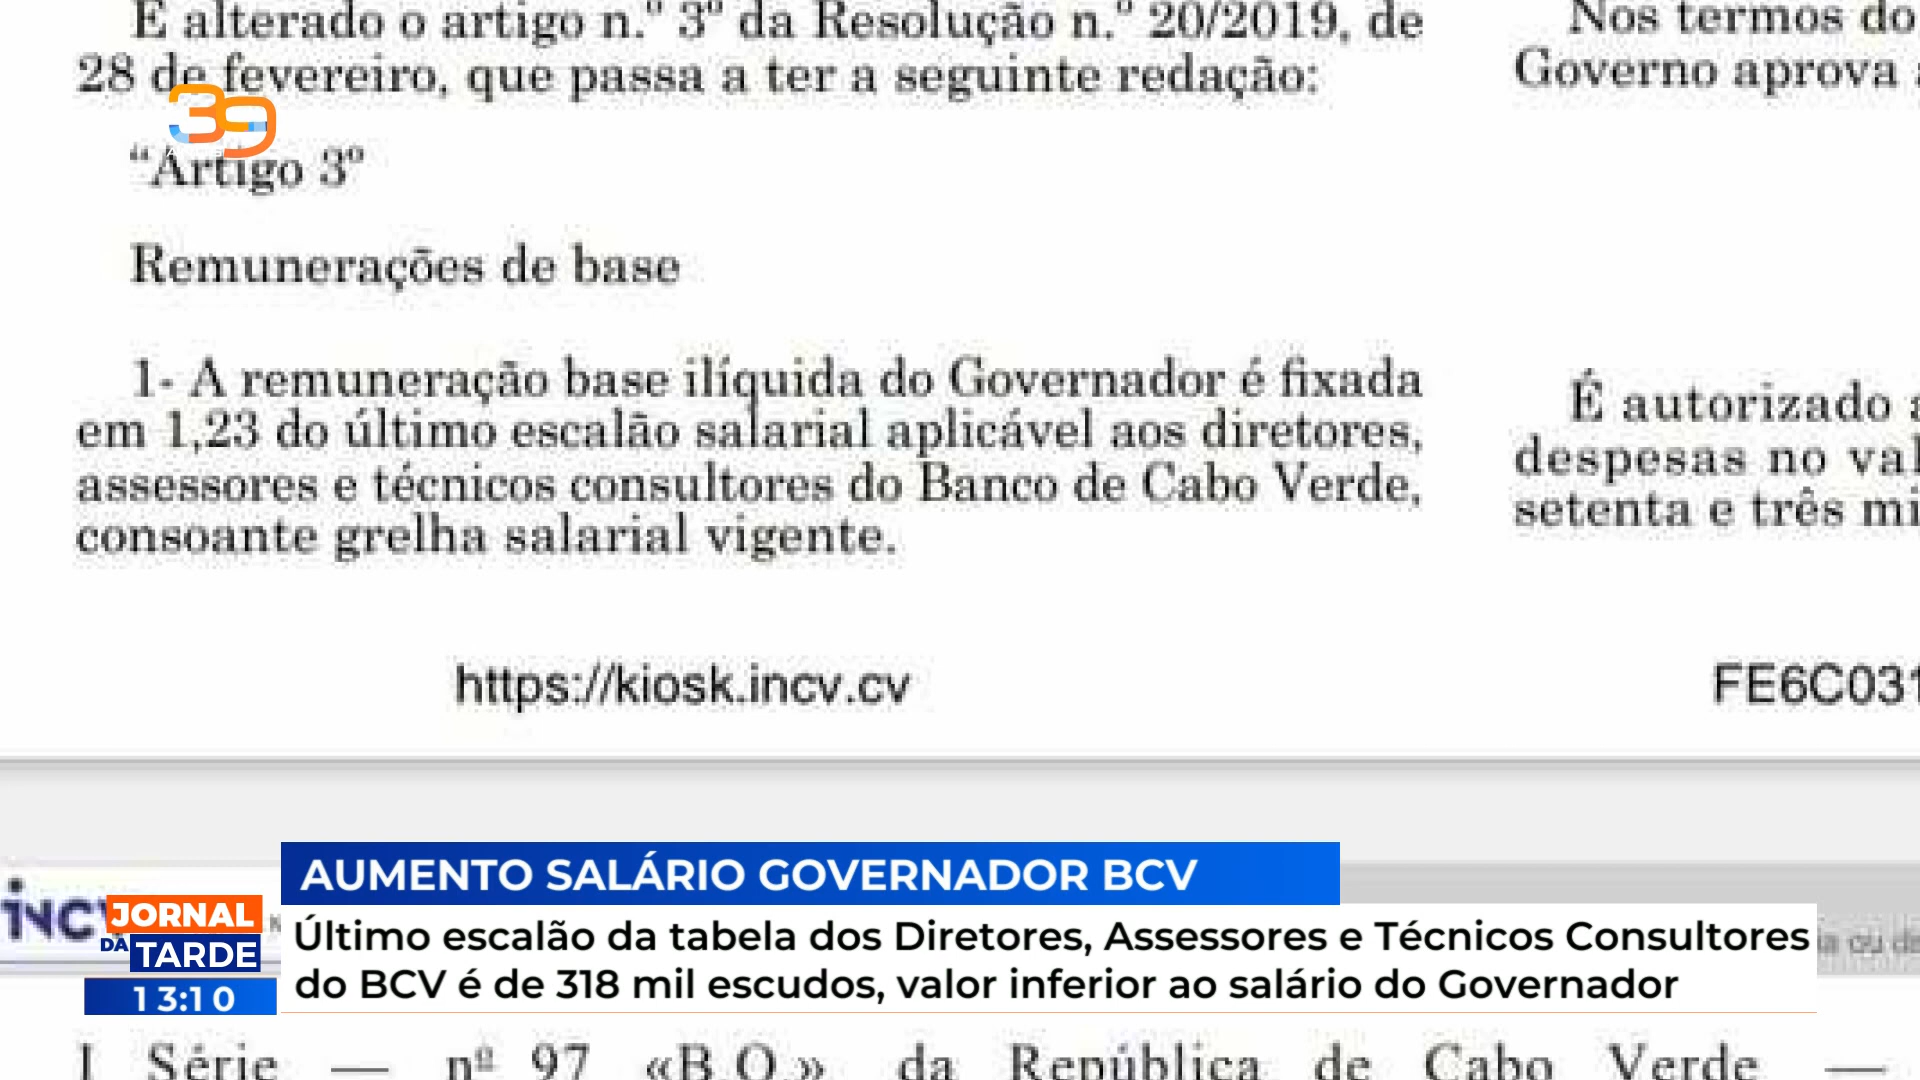 É alterado o artigo n.º 3º da Resolução n.º 20/2019, de
28 de fevereiro, que passa a ter a seguinte redação:
39
“Artigo 3º
Remunerações de base
1- A remuneração base ilíquida do Governador é fixada
em 1,23 do último escalão salarial aplicável aos diretores,
assessores e técnicos consultores do Banco de Cabo Verde,
consoante grelha salarial vigente.
https://kiosk.incv.cv
Nos termos do
Governo aprova
É autorizado
despesas no
setenta e três
FE6C031
AUMENTO SALÁRIO GOVERNADOR BCV
Último escalão da tabela dos Diretores, Assessores e Técnicos Consultores
do BCV é de 318 mil escudos, valor inferior ao salário do Governador
JORNAL
DA TARDE
13:10
I Série — nº 97 «B.O.» da República de Cabo Verde —